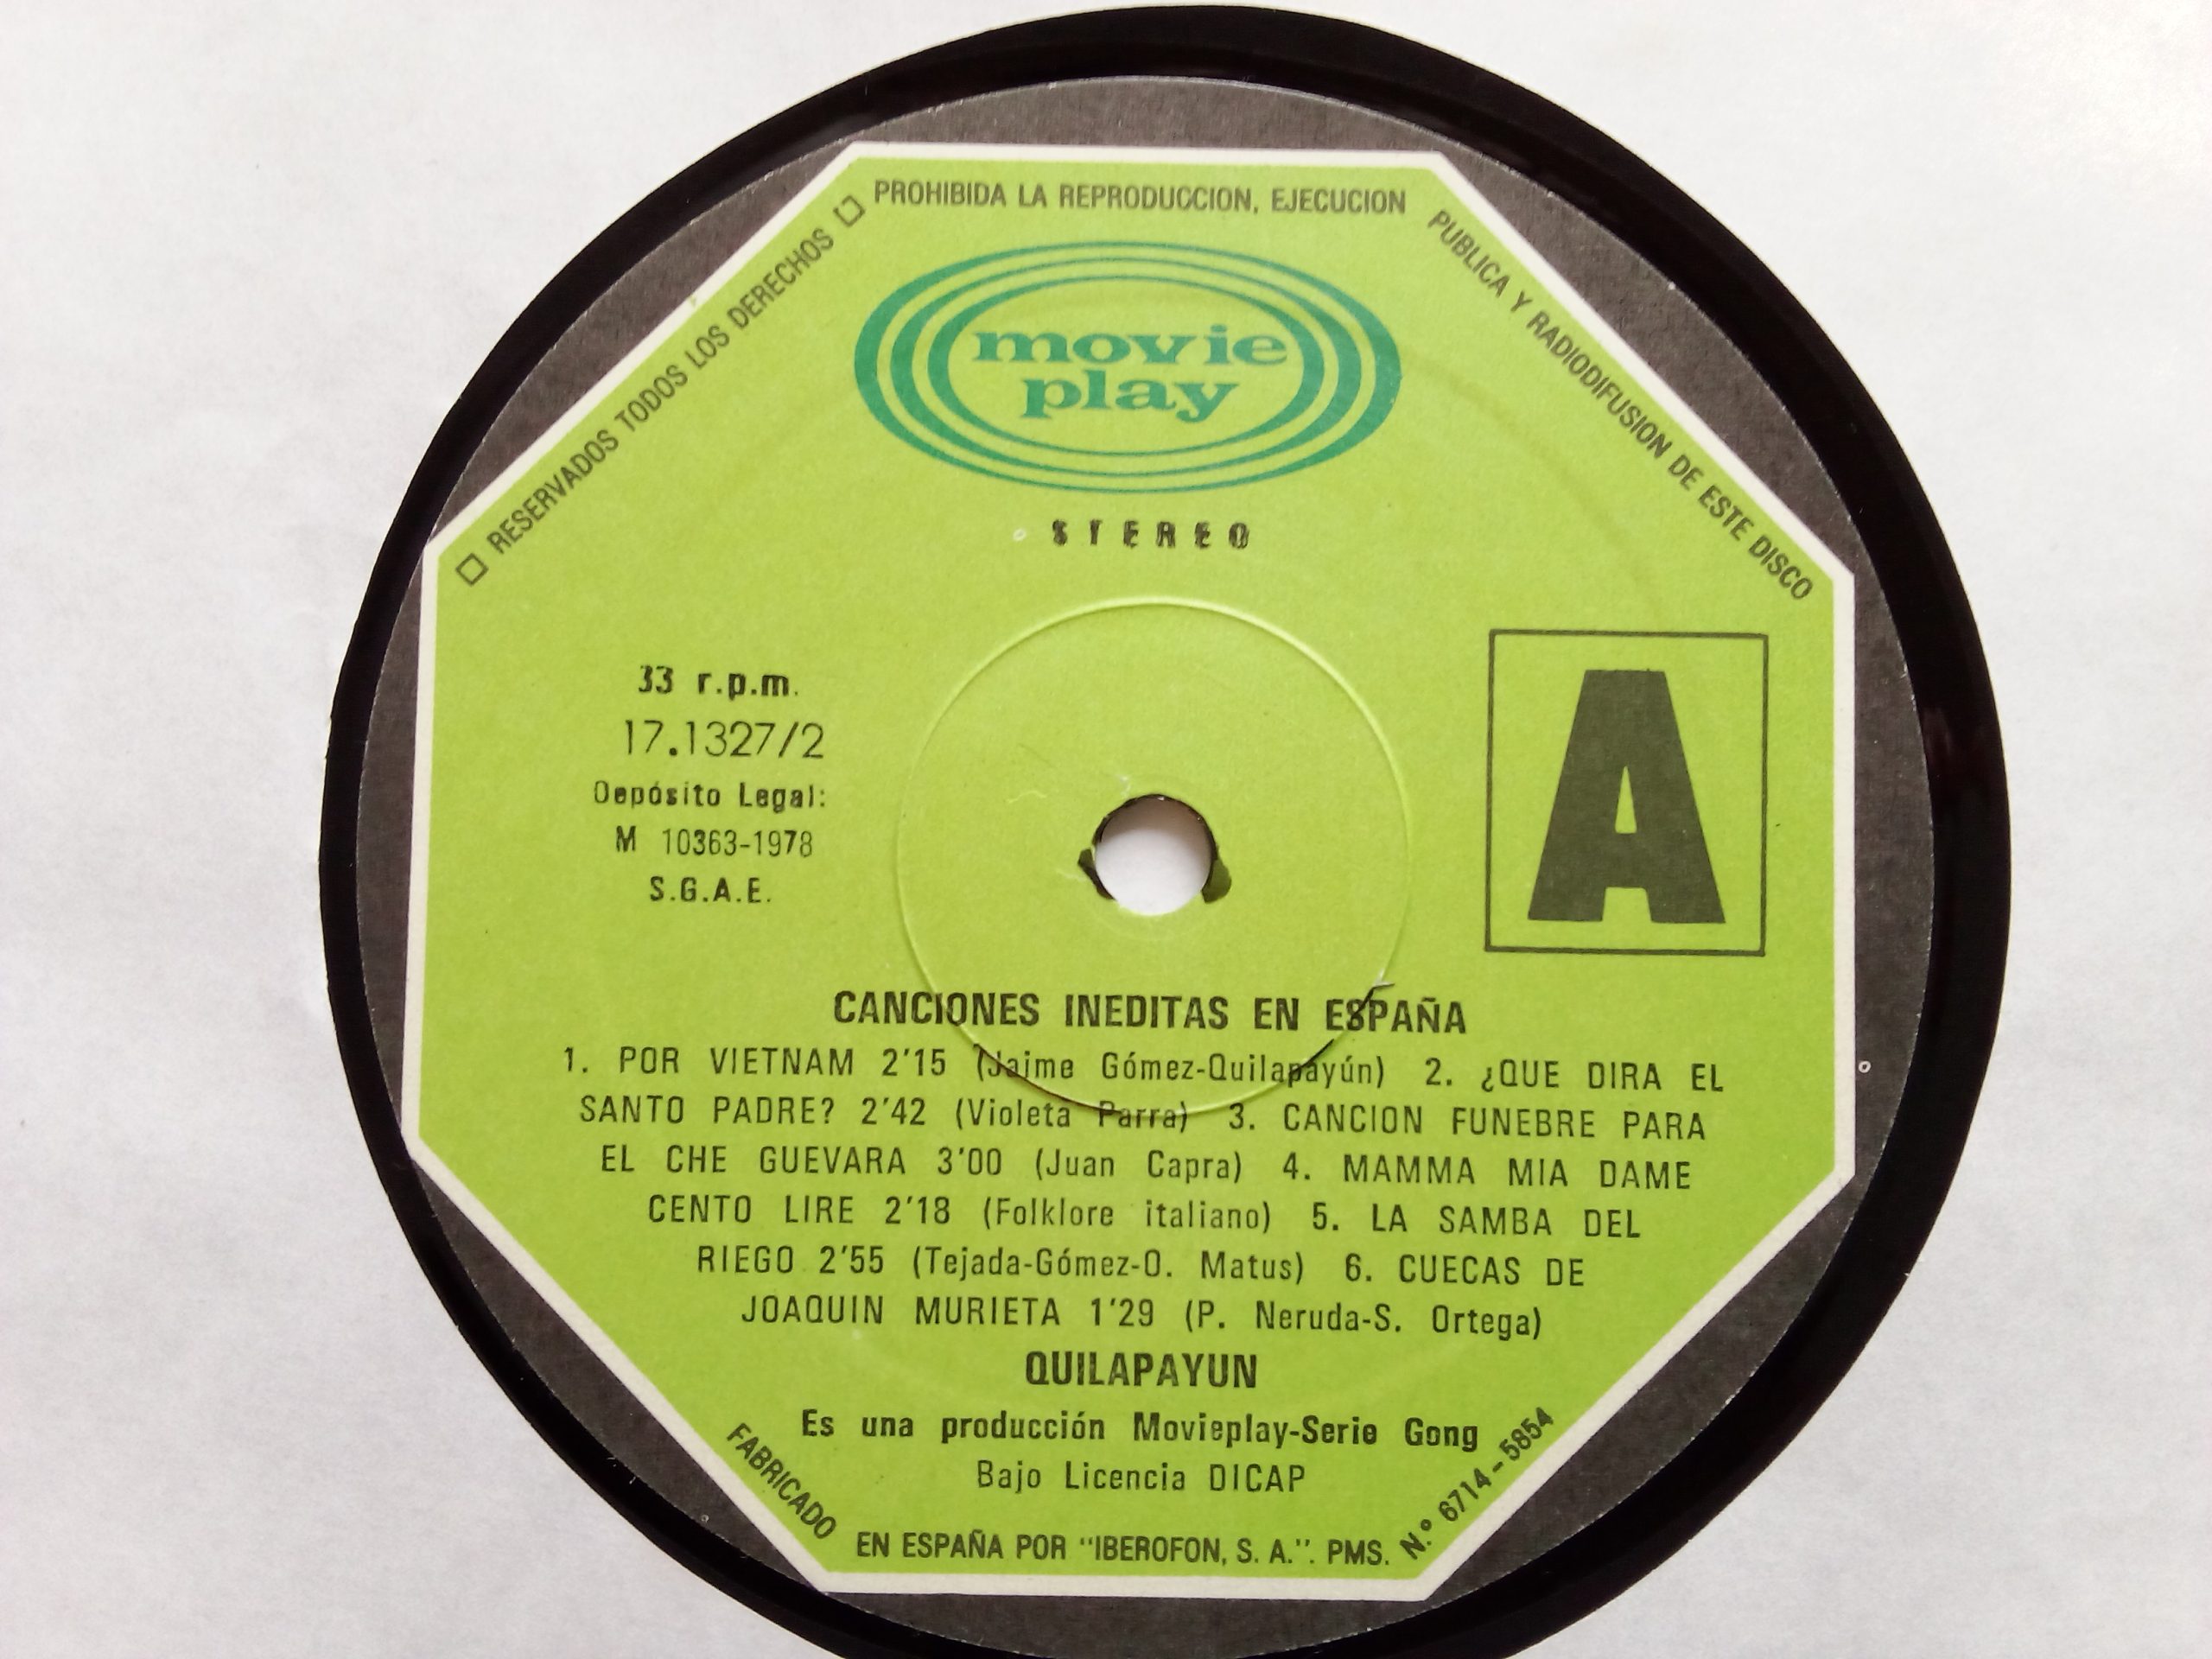 □ RESERVADOS TODOS LOS DERECHOS □
PROHIBIDA LA REPRODUCCION, EJECUCION
PUBLICA Y RADIODIFUSION DE ESTE DISCO
movie
play
STEREO
33 r.p.m.
17.1327/2
Depósito Legal:
M 10363-1978
S.G.A.E.
A
CANCIONES INEDITAS EN ESPAÑA
1. POR VIETNAM 2'15 (Jaime Gómez-Quilapayún) 2. ¿QUE DIRA EL
SANTO PADRE? 2'42 (Violeta Parra) 3. CANCION FUNEBRE PARA
EL CHE GUEVARA 3'00 (Juan Capra) 4. MAMMA MIA DAME
CENTO LIRE 2'18 (Folklore italiano) 5. LA SAMBA DEL
RIEGO 2'55 (Tejada-Gómez-O. Matus) 6. CUECAS DE
JOAQUIN MURIETA 1'29 (P. Neruda-S. Ortega)
QUILAPAYUN
Es una producción Movieplay-Serie Gong
Bajo Licencia DICAP
FABRICADO
EN ESPAÑA POR "IBEROFON, S. A.". PMS.
N.º 6714-5854